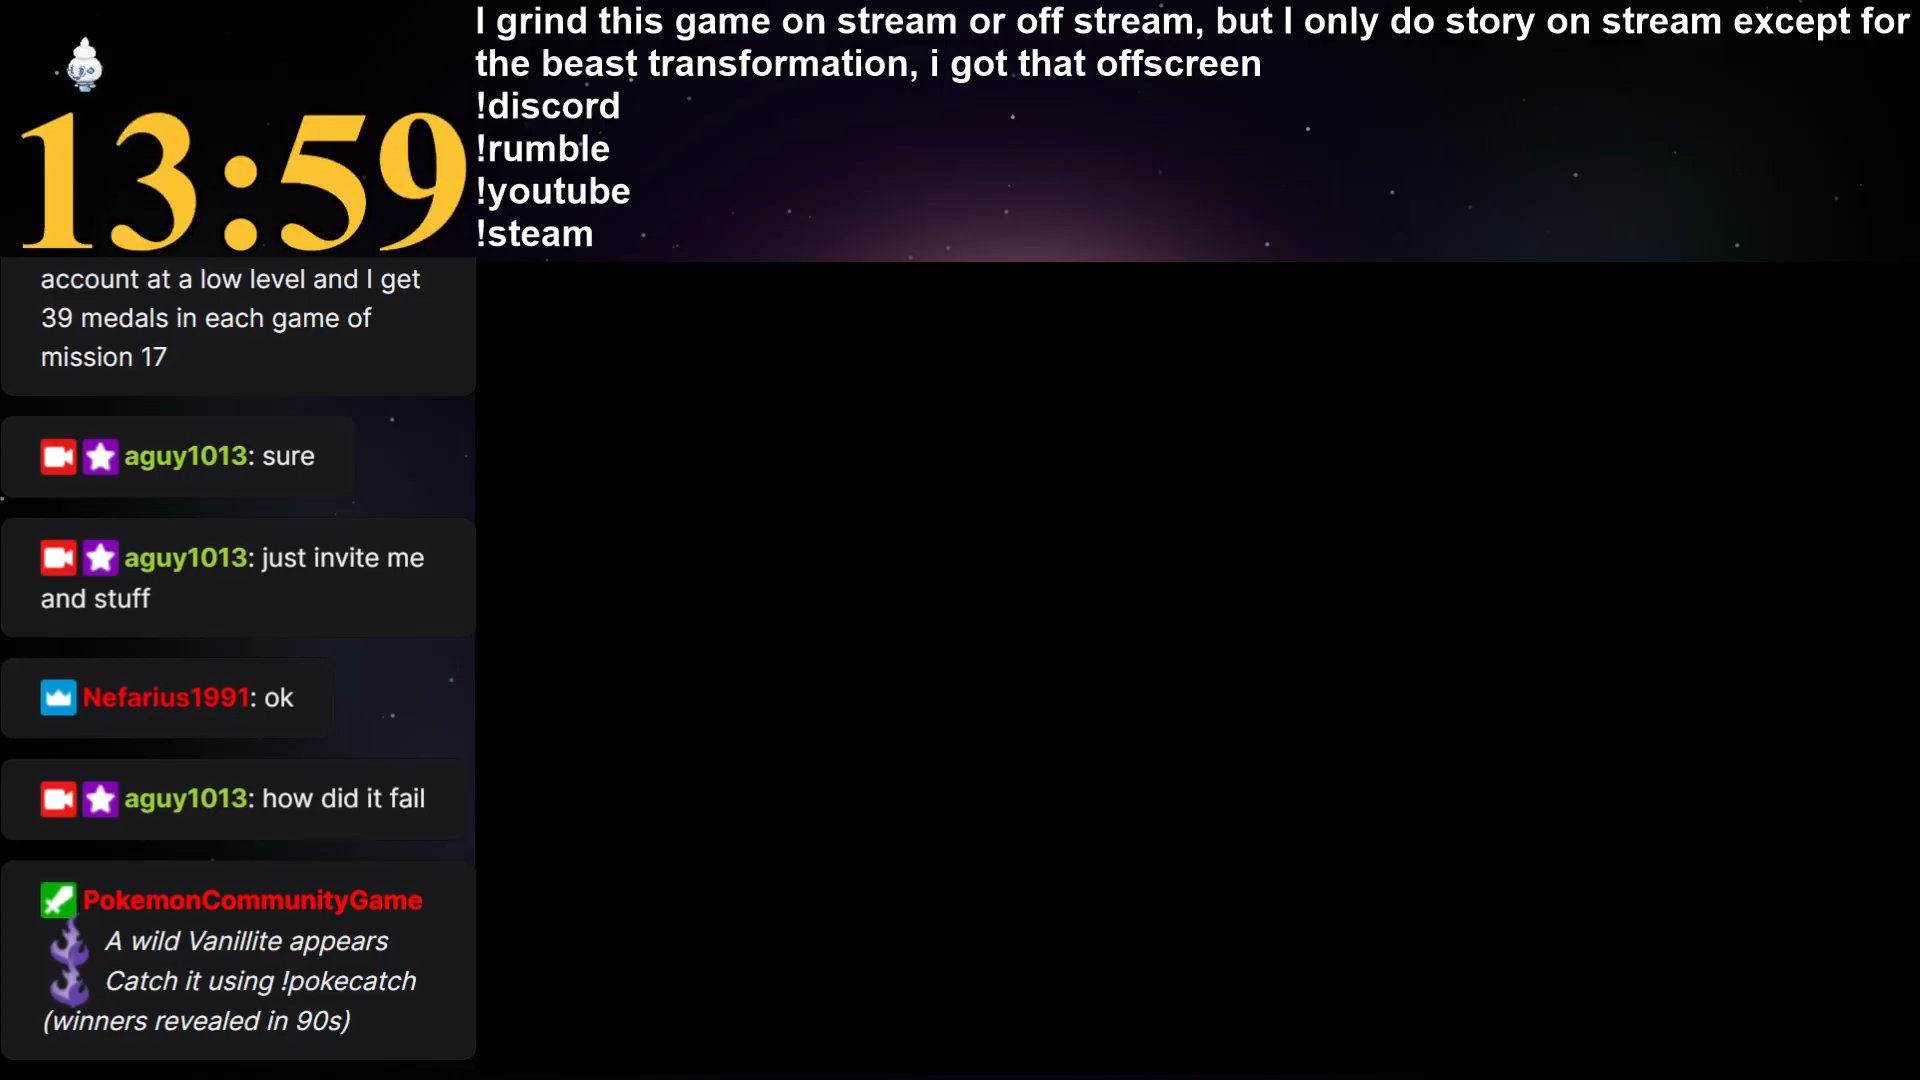 I grind this game on stream or off stream, but I only do story on stream except for
the beast transformation, i got that offscreen
!discord
!rumble
!youtube
!steam
13:59
account at a low level and I get
39 medals in each game of
mission 17
aguy1013: sure
aguy1013: just invite me
and stuff
Nefarius1991: ok
aguy1013: how did it fail
PokemonCommunityGame
A wild Vanillite appears
Catch it using !pokecatch
(winners revealed in 90s)